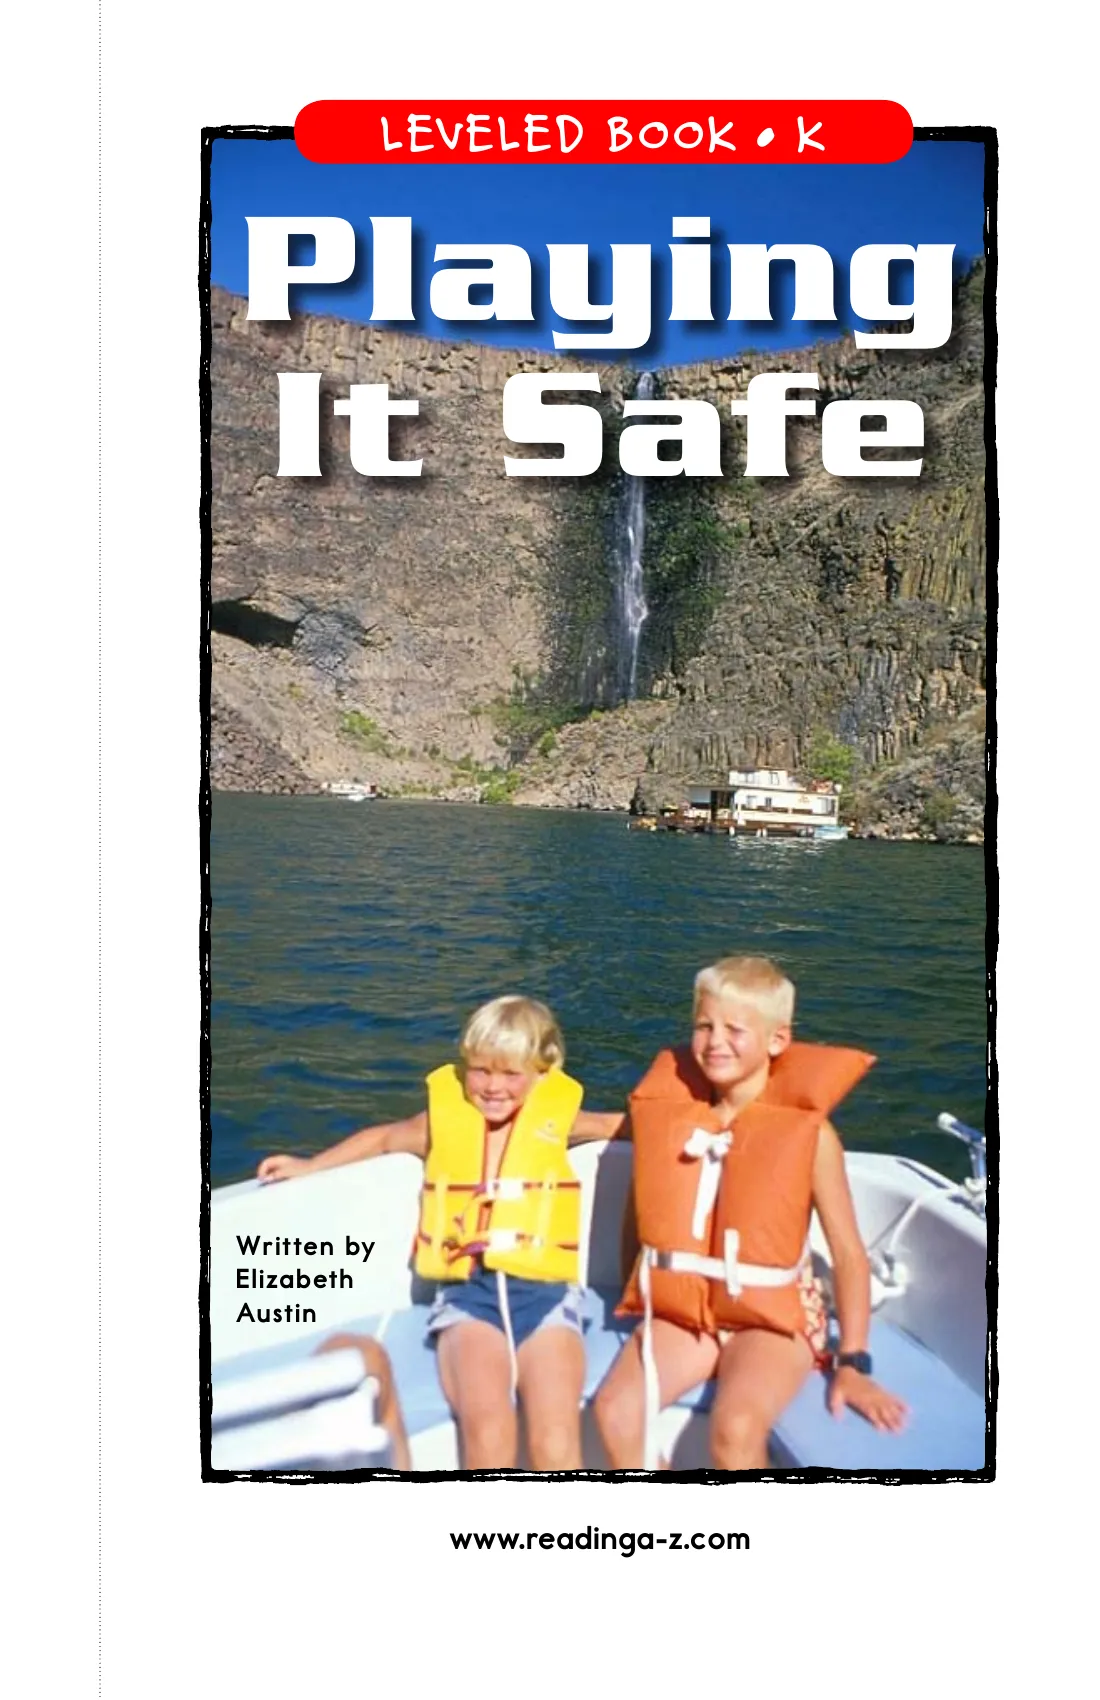 LEVELED BOOK • K
Playing
It Safe
Written by
Elizabeth
Austin
www.readinga-z.com